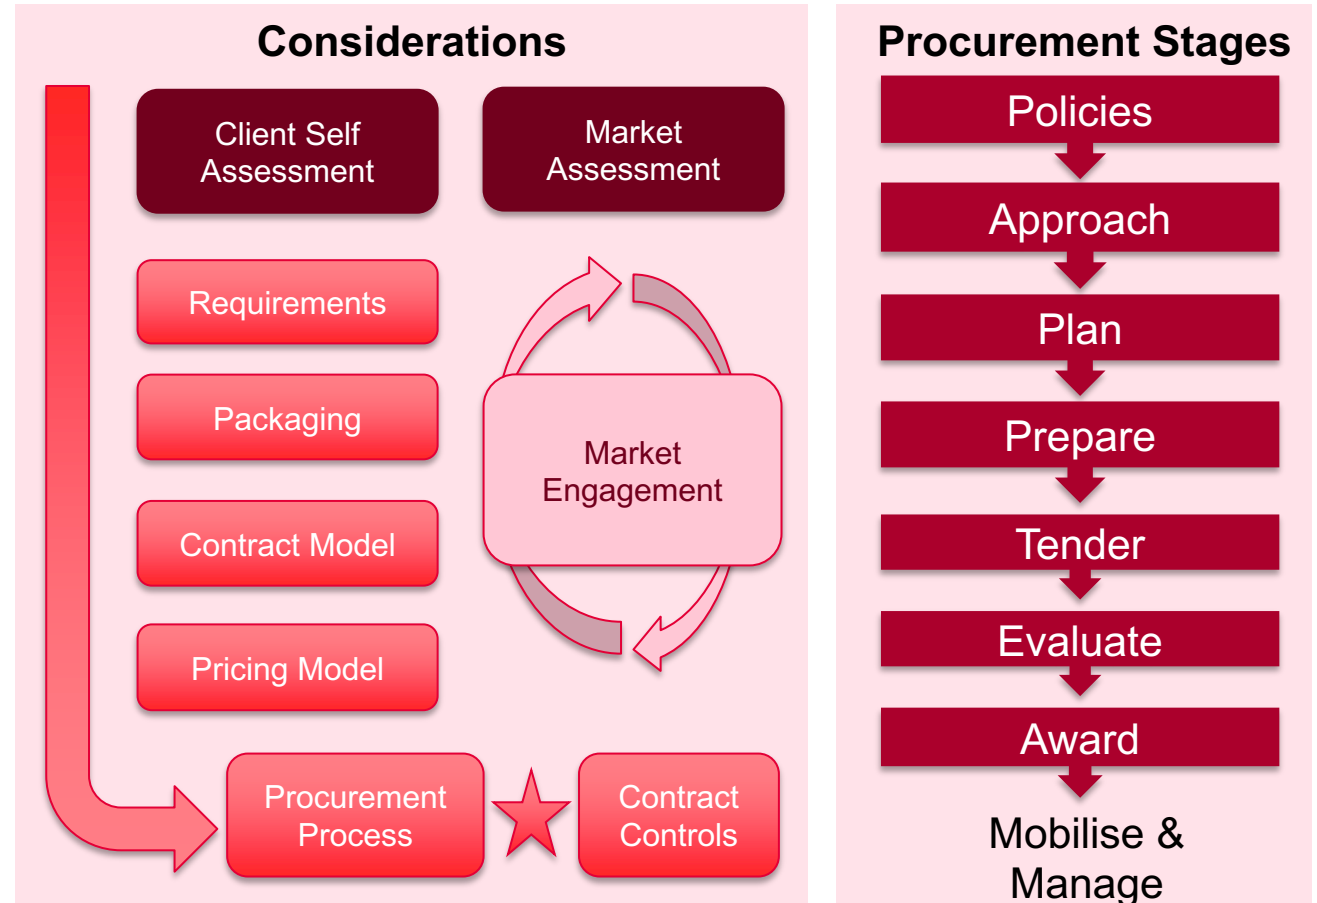 Considerations
Client Self
Assessment
Market
Assessment
Requirements
Packaging
Contract Model
Pricing Model
Market
Engagement
Procurement
Process
Contract
Controls
Procurement Stages
Policies
Approach
Plan
Prepare
Tender
Evaluate
Award
Mobilise &
Manage